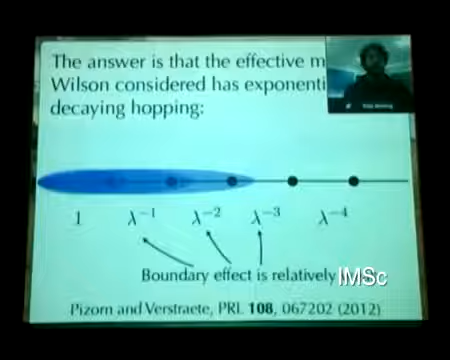 The answer is that the effective m
Wilson considered has exponenti
decaying hopping:
1 λ⁻¹ λ⁻² λ⁻³ λ⁻⁴
Boundary effect is relatively
IMSc
Pizorn and Verstraete, PRL 108, 067202 (2012)